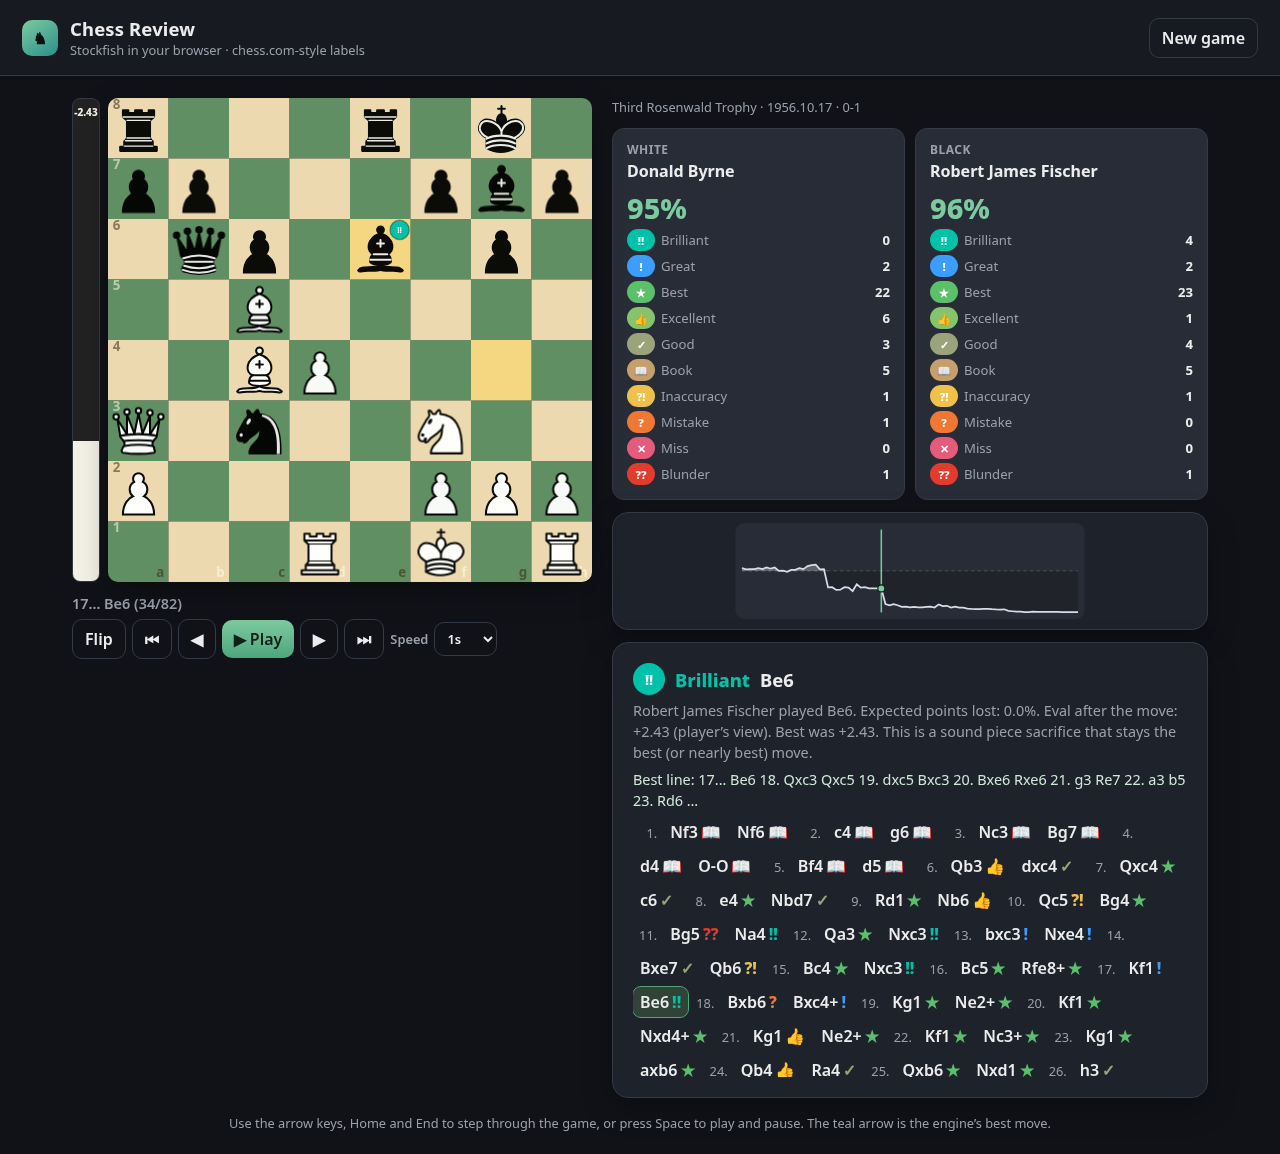 Chess Review
Stockfish in your browser · chess.com-style labels
New game
-2.43
8
7
6
!!
5
4
3
2
1
a b c d e f g
17... Be6 (34/82)
Flip ⏮ ◀ ▶ Play ▶ ⏭ Speed 1s
Third Rosenwald Trophy · 1956.10.17 · 0-1
WHITE
Donald Byrne
95%
!! Brilliant 0
! Great 2
★ Best 22
👍 Excellent 6
✓ Good 3
📖 Book 5
?! Inaccuracy 1
? Mistake 1
✕ Miss 0
?? Blunder 1
BLACK
Robert James Fischer
96%
!! Brilliant 4
! Great 2
★ Best 23
👍 Excellent 1
✓ Good 4
📖 Book 5
?! Inaccuracy 1
? Mistake 0
✕ Miss 0
?? Blunder 1
!! Brilliant Be6
Robert James Fischer played Be6. Expected points lost: 0.0%. Eval after the move:
+2.43 (player's view). Best was +2.43. This is a sound piece sacrifice that stays the
best (or nearly best) move.
Best line: 17... Be6 18. Qxc3 Qxc5 19. dxc5 Bxc3 20. Bxe6 Rxe6 21. g3 Re7 22. a3 b5
23. Rd6 ...
1. Nf3 📖 Nf6 📖 2. c4 📖 g6 📖 3. Nc3 📖 Bg7 📖 4.
d4 📖 O-O 📖 5. Bf4 📖 d5 📖 6. Qb3 👍 dxc4 ✓ 7. Qxc4 ★
c6 ✓ 8. e4 ★ Nbd7 ✓ 9. Rd1 ★ Nb6 👍 10. Qc5 ?! Bg4 ★
11. Bg5 ?? Na4 !! 12. Qa3 ★ Nxc3 !! 13. bxc3 ! Nxe4 ! 14.
Bxe7 ✓ Qb6 ?! 15. Bc4 ★ Nxc3 !! 16. Bc5 ★ Rfe8+ ★ 17. Kf1 !
Be6 !! 18. Bxb6 ? Bxc4+ ! 19. Kg1 ★ Ne2+ ★ 20. Kf1 ★
Nxd4+ ★ 21. Kg1 👍 Ne2+ ★ 22. Kf1 ★ Nc3+ ★ 23. Kg1 ★
axb6 ★ 24. Qb4 👍 Ra4 ✓ 25. Qxb6 ★ Nxd1 ★ 26. h3 ✓
Use the arrow keys, Home and End to step through the game, or press Space to play and pause. The teal arrow is the engine’s best move.